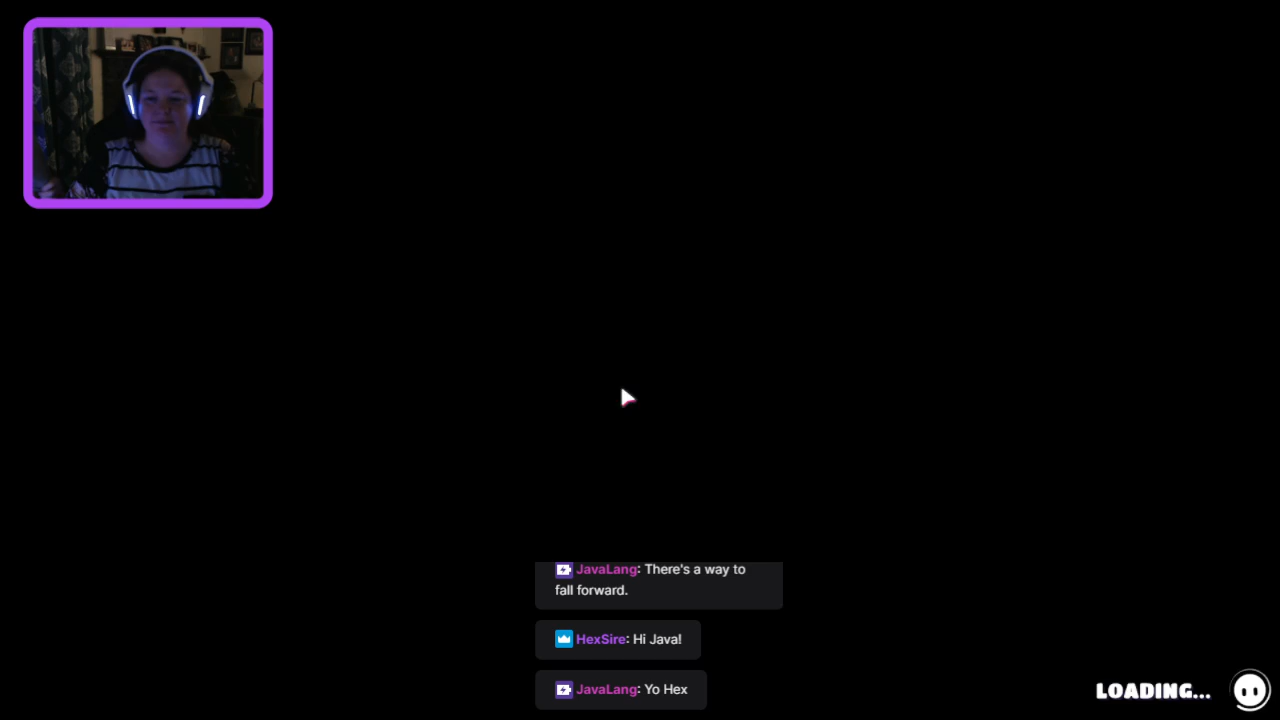 JavaLang: There's a way to
fall forward.
HexSire: Hi Java!
JavaLang: Yo Hex
LOADING...